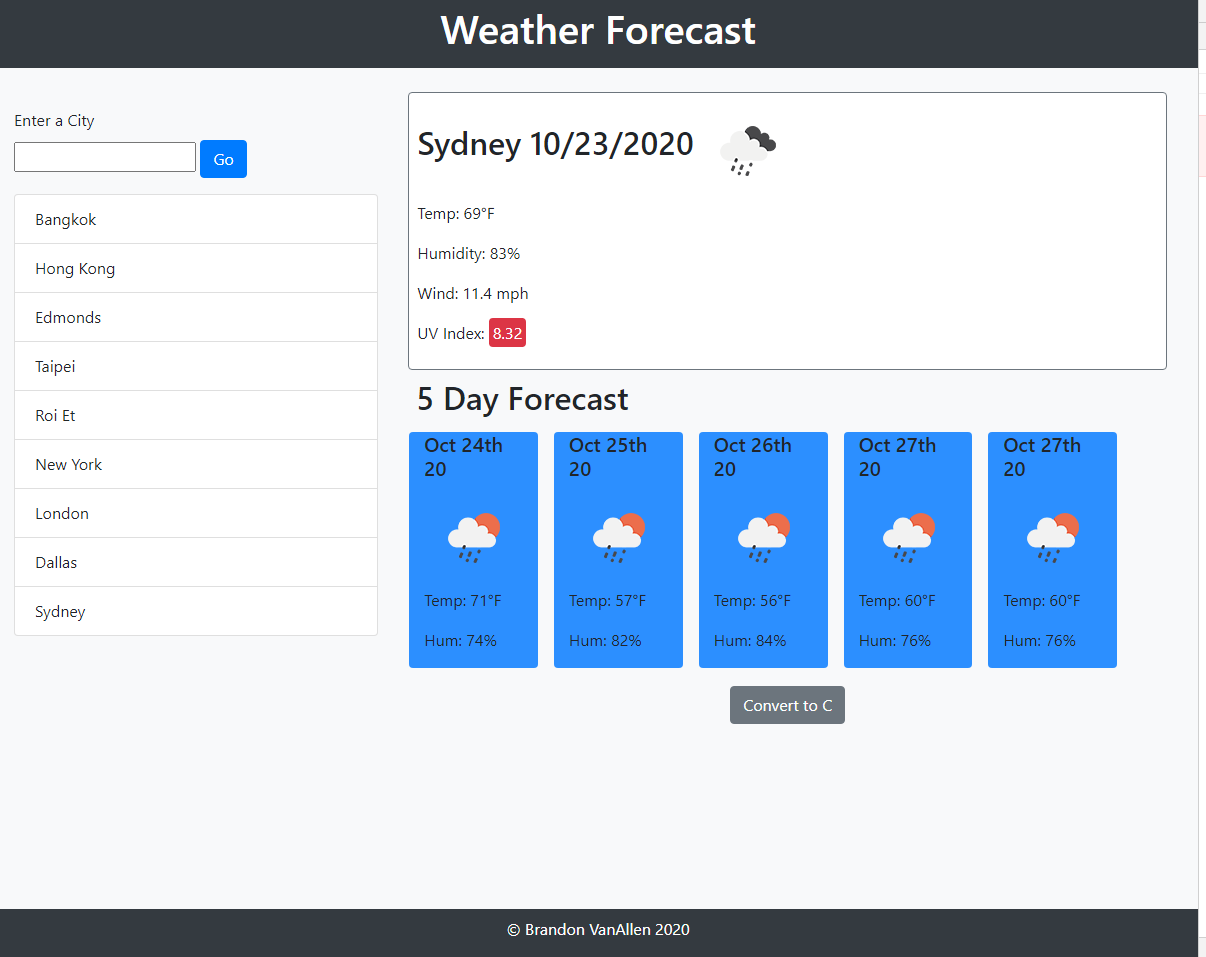 Weather Forecast
Enter a City
Go
Bangkok
Hong Kong
Edmonds
Taipei
Roi Et
New York
London
Dallas
Sydney
Sydney 10/23/2020
Temp: 69°F
Humidity: 83%
Wind: 11.4 mph
UV Index: 8.32
5 Day Forecast
Oct 24th
20
Temp: 71°F
Hum: 74%
Oct 25th
20
Temp: 57°F
Hum: 82%
Oct 26th
20
Temp: 56°F
Hum: 84%
Oct 27th
20
Temp: 60°F
Hum: 76%
Oct 27th
20
Temp: 60°F
Hum: 76%
Convert to C
© Brandon VanAllen 2020